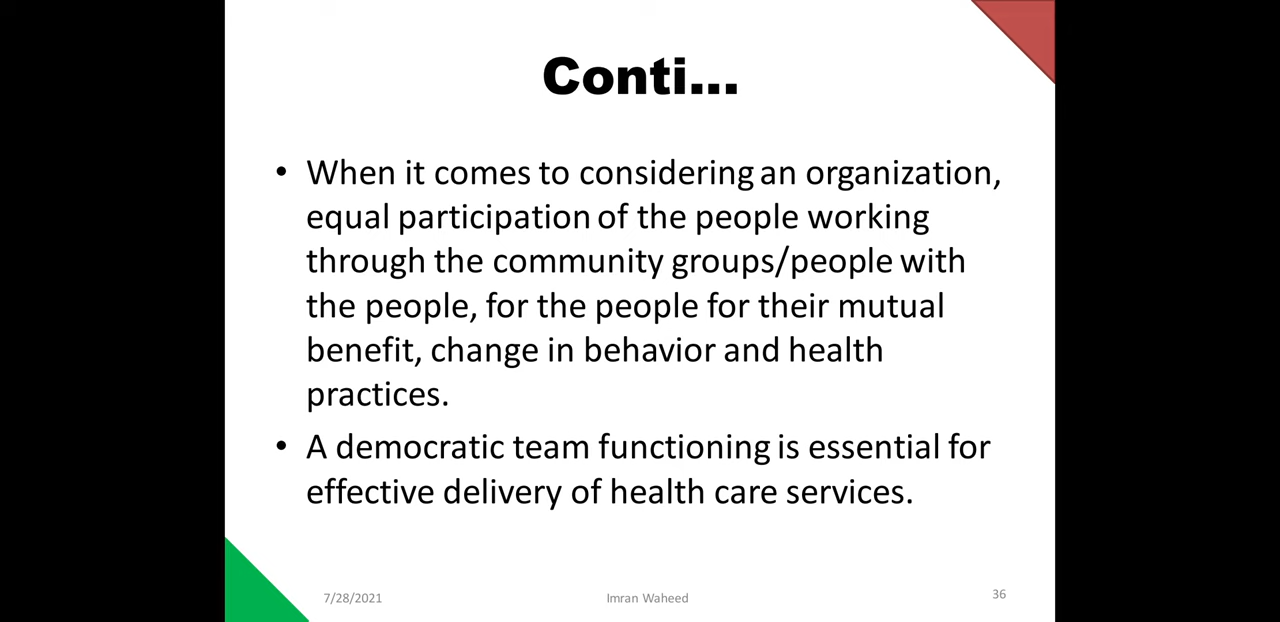 Conti...
• When it comes to considering an organization,
equal participation of the people working
through the community groups/people with
the people, for the people for their mutual
benefit, change in behavior and health
practices.
• A democratic team functioning is essential for
effective delivery of health care services.
7/28/2021
Imran Waheed
36